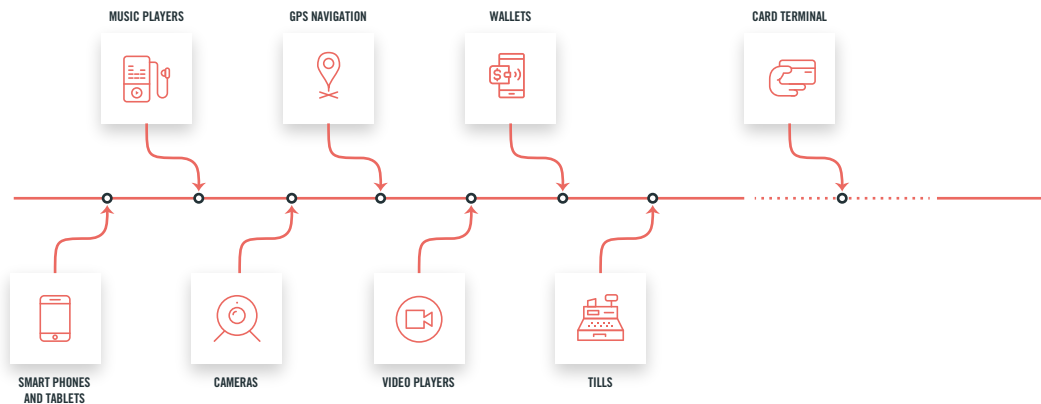 MUSIC PLAYERS
GPS NAVIGATION
WALLETS
CARD TERMINAL
$
SMART PHONES
AND TABLETS
CAMERAS
VIDEO PLAYERS
TILLS